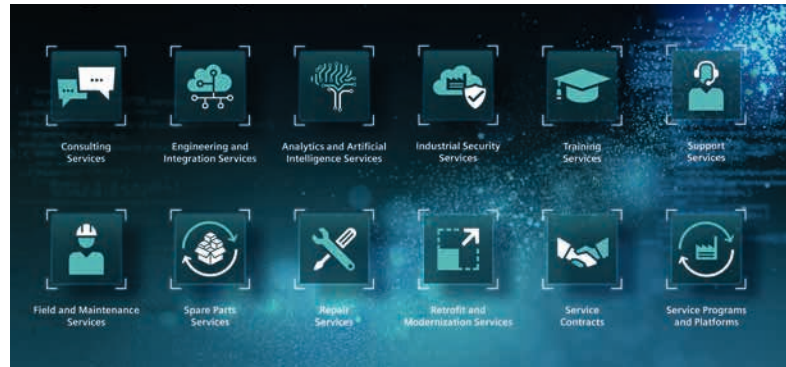 Consulting
Services
Engineering and
Integration Services
Analytics and Artificial
Intelligence Services
Industrial Security
Services
Training
Services
Support
Services
Field and Maintenance
Services
Spare Parts
Services
Repair
Services
Retrofit and
Modernization Services
Service
Contracts
Service Programs
and Platforms